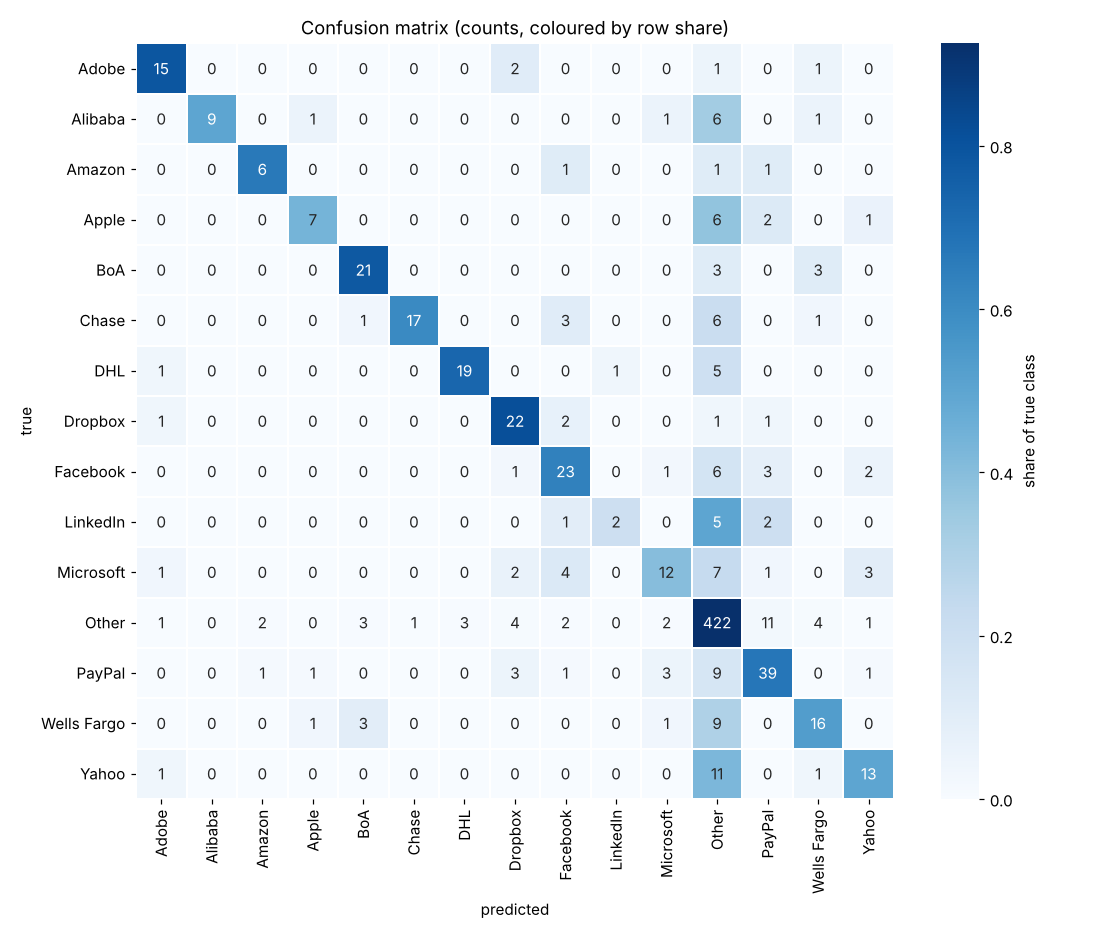 Confusion matrix (counts, coloured by row share)
Adobe 15 0 0 0 0 0 0 2 0 0 0 1 0 1 0
Alibaba 0 9 0 1 0 0 0 0 0 0 1 6 0 1 0
Amazon 0 0 6 0 0 0 0 0 1 0 0 1 1 0 0
Apple 0 0 0 7 0 0 0 0 0 0 0 6 2 0 1
BoA 0 0 0 0 21 0 0 0 0 0 0 3 0 3 0
Chase 0 0 0 0 1 17 0 0 3 0 0 6 0 1 0
DHL 1 0 0 0 0 0 19 0 0 1 0 5 0 0 0
Dropbox 1 0 0 0 0 0 0 22 2 0 0 1 1 0 0
Facebook 0 0 0 0 0 0 0 1 23 0 1 6 3 0 2
LinkedIn 0 0 0 0 0 0 0 0 1 2 0 5 2 0 0
Microsoft 1 0 0 0 0 0 0 2 4 0 12 7 1 0 3
Other 1 0 2 0 3 1 3 4 2 0 2 422 11 4 1
PayPal 0 0 1 1 0 0 0 3 1 0 3 9 39 0 1
Wells Fargo 0 0 0 1 3 0 0 0 0 0 1 9 0 16 0
Yahoo 1 0 0 0 0 0 0 0 0 0 0 11 0 1 13
Adobe Alibaba Amazon Apple BoA Chase DHL Dropbox Facebook LinkedIn Microsoft Other PayPal Wells Fargo Yahoo
predicted
true
0.8
0.6
0.4
0.2
0.0
share of true class